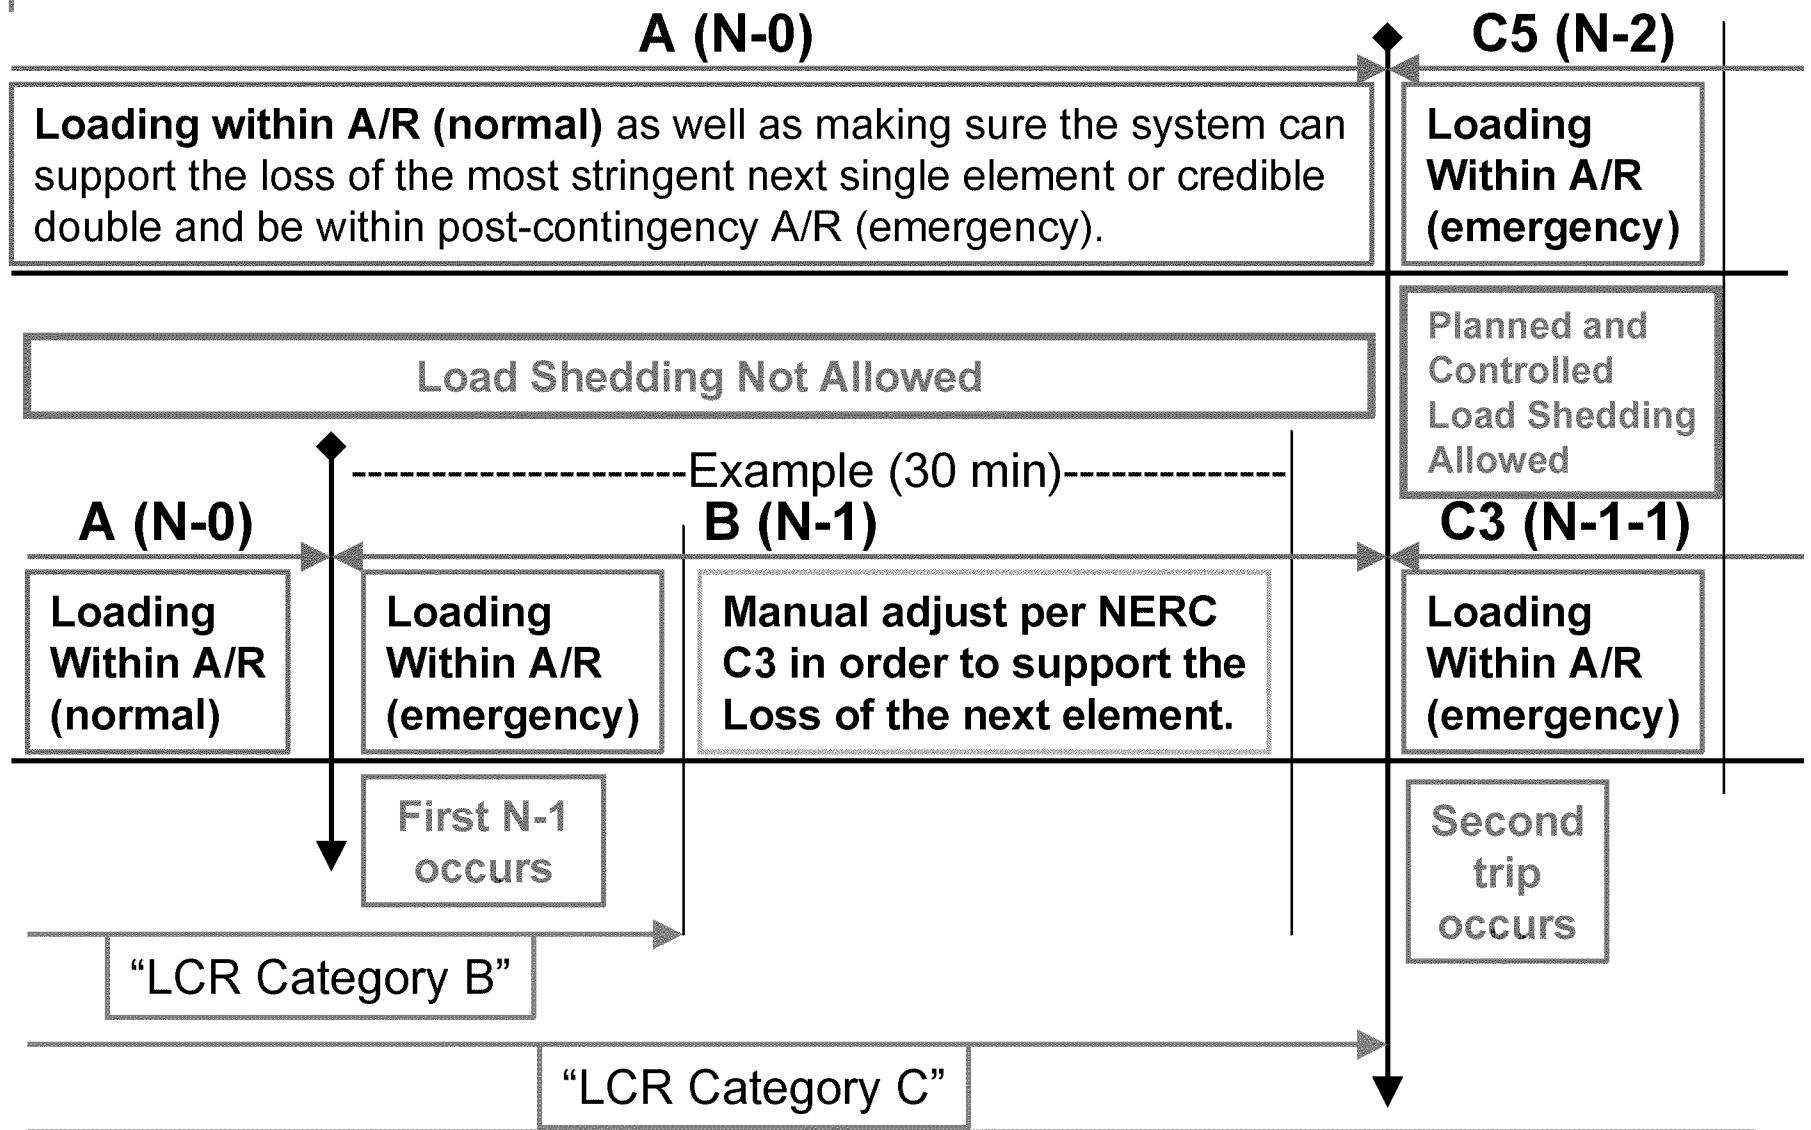 A (N-0)
C5 (N-2)
Loading within A/R (normal) as well as making sure the system can
support the loss of the most stringent next single element or credible
double and be within post-contingency A/R (emergency).
Loading
Within A/R
(emergency)
Load Shedding Not Allowed
Planned and
Controlled
Load Shedding
Allowed
--------------------Example (30 min)--------------
A (N-0)
B (N-1)
C3 (N-1-1)
Loading
Within A/R
(normal)
Loading
Within A/R
(emergency)
Manual adjust per NERC
C3 in order to support the
Loss of the next element.
Loading
Within A/R
(emergency)
First N-1
occurs
Second
trip
occurs
“LCR Category B”
“LCR Category C”